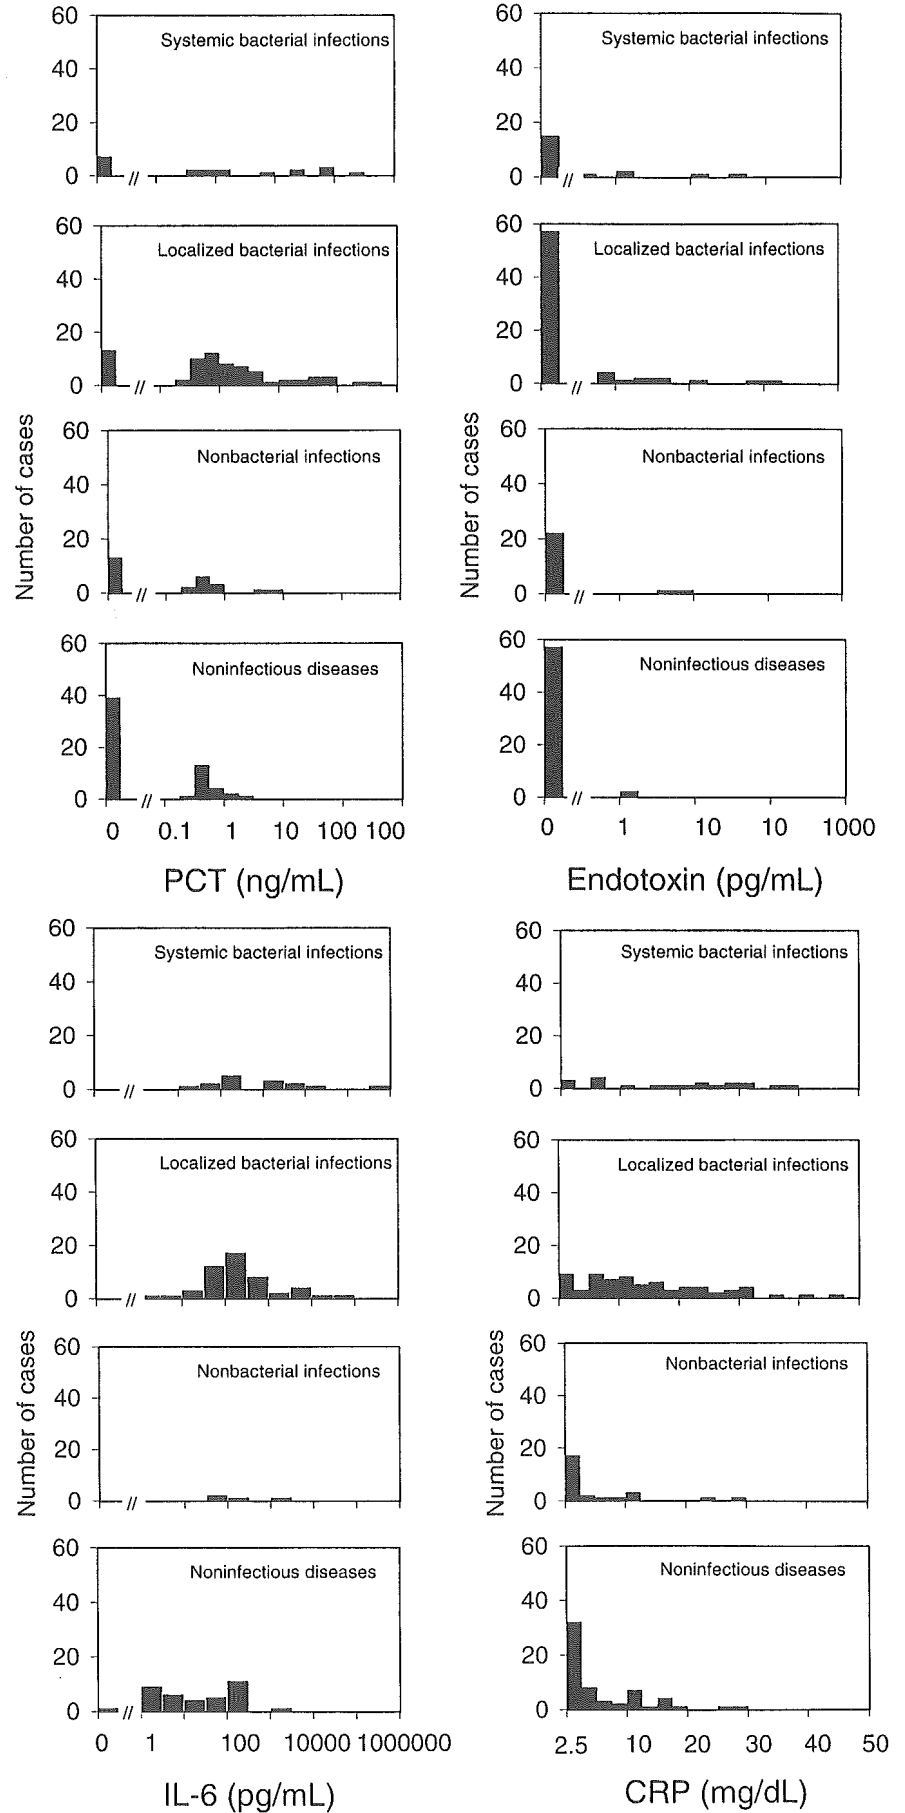 60
Systemic bacterial infections
40
20
0
//
60
Localized bacterial infections
40
20
0
//
60
Nonbacterial infections
40
20
0
//
Number of cases
60
Noninfectious diseases
40
20
0
//
0 0.1 1 10 100 100
PCT (ng/mL)
60
Systemic bacterial infections
40
20
0
//
60
Localized bacterial infections
40
20
0
//
60
Nonbacterial infections
40
20
0
//
Number of cases
60
Noninfectious diseases
40
20
0
//
0 1 10 10 1000
Endotoxin (pg/mL)
60
Systemic bacterial infections
40
20
0
//
60
Localized bacterial infections
40
20
0
//
60
Nonbacterial infections
40
20
0
//
Number of cases
60
Noninfectious diseases
40
20
0
//
0 1 100 10000 1000000
IL-6 (pg/mL)
60
Systemic bacterial infections
40
20
0
60
Localized bacterial infections
40
20
0
60
Nonbacterial infections
40
20
0
Number of cases
60
Noninfectious diseases
40
20
0
2.5 10 20 30 40 50
CRP (mg/dL)